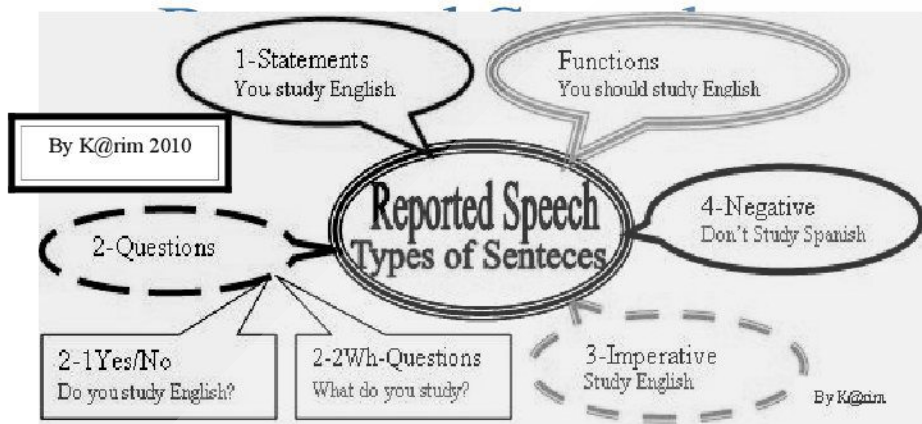 1-Statements
You study English
Functions
You should study English
By K@rim 2010
Reported Speech
Types of Senteces
4-Negative
Don't Study Spanish
2-Questions
2-1Yes/No
Do you study English?
2-2Wh-Questions
What do you study?
3-Imperative
Study English
By K@rim